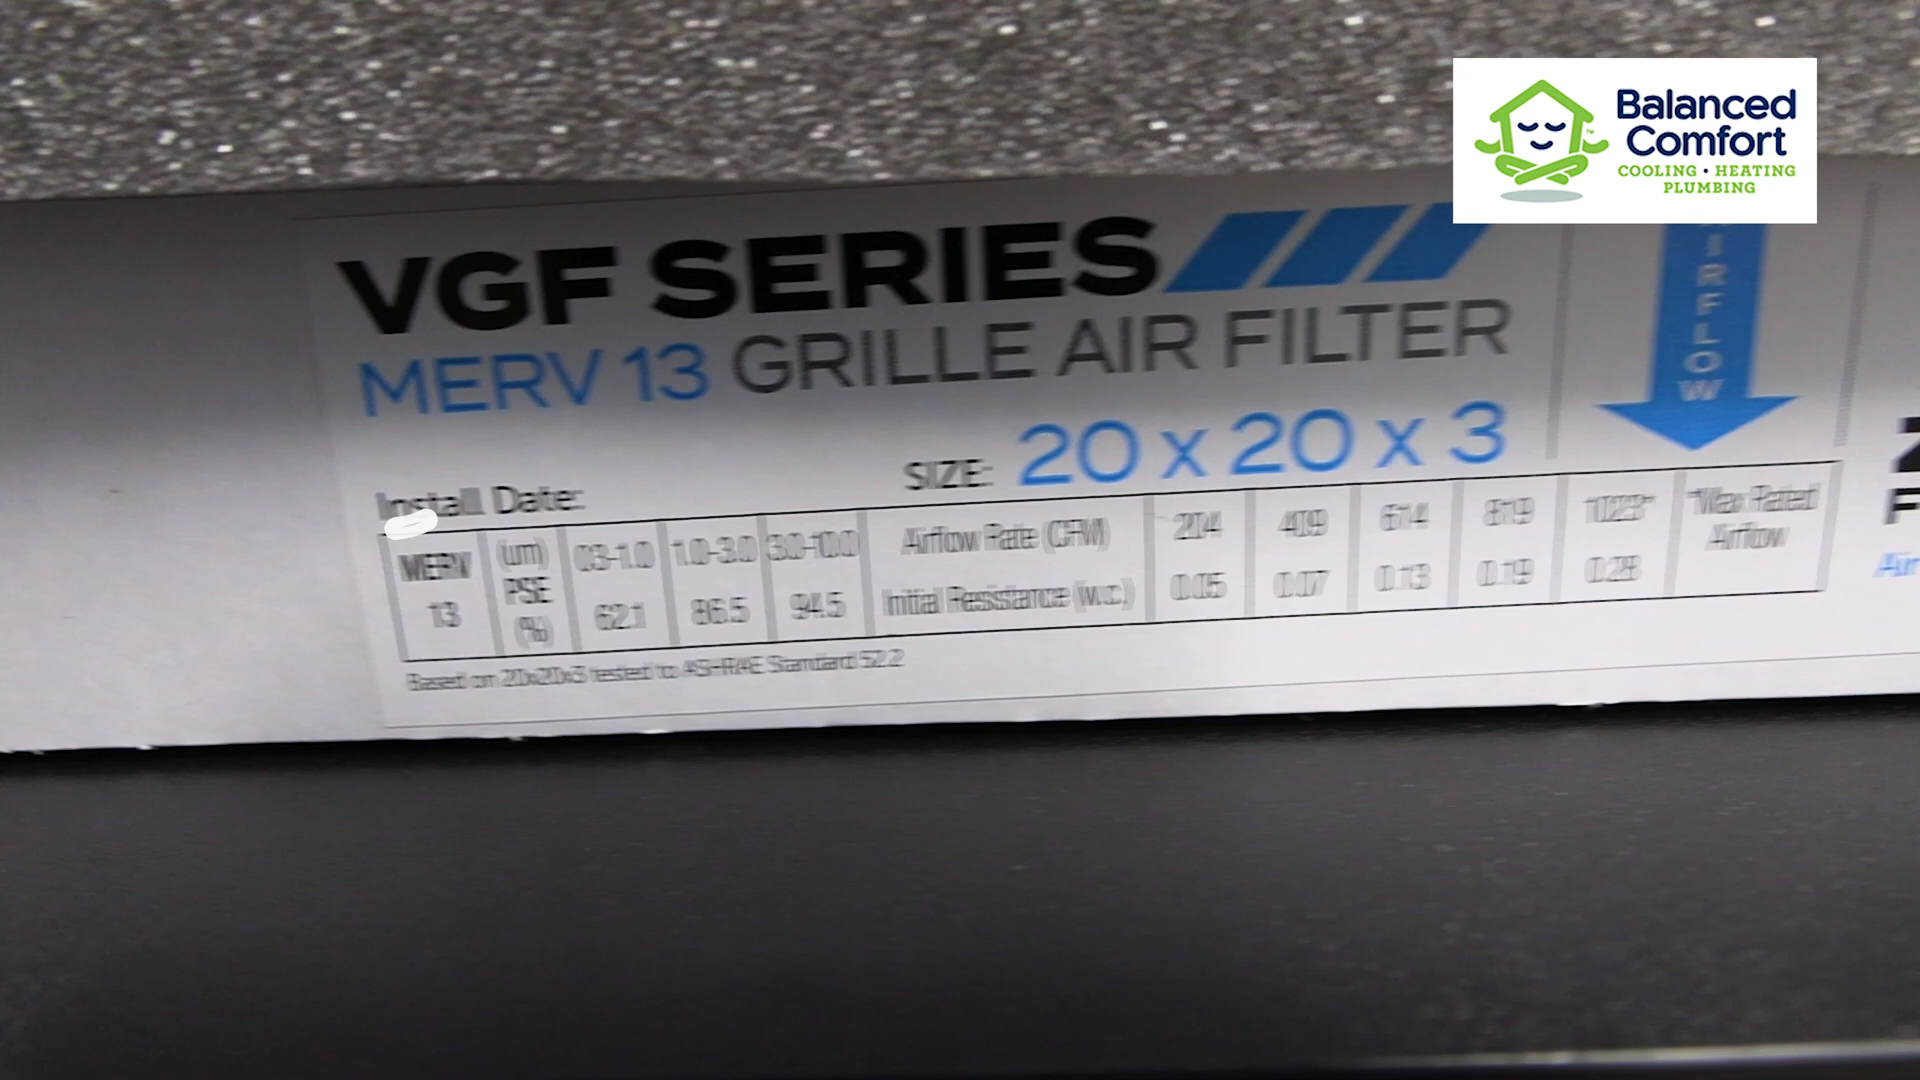 Balanced
Comfort
COOLING • HEATING
PLUMBING
VGF SERIES
MERV 13 GRILLE AIR FILTER
SIZE: 20 x 20 x 3
AIRFLOW
Install Date:
MERV (um) 0.3-1.0 1.0-3.0 3.0-10.0 Airflow Rate (CFM) 204 409 614 819 1023* *Max Rated
PSE Airflow
13 (%) 62.1 86.5 94.5 Initial Resistance (w.c.) 0.05 0.07 0.13 0.19 0.28
Based on 20x20x3 tested to ASHRAE Standard 52.2
Air